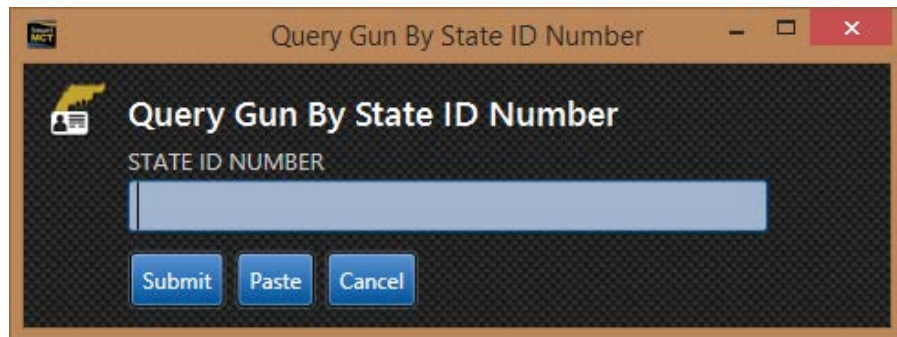 Query Gun By State ID Number
Query Gun By State ID Number
STATE ID NUMBER
Submit Paste Cancel